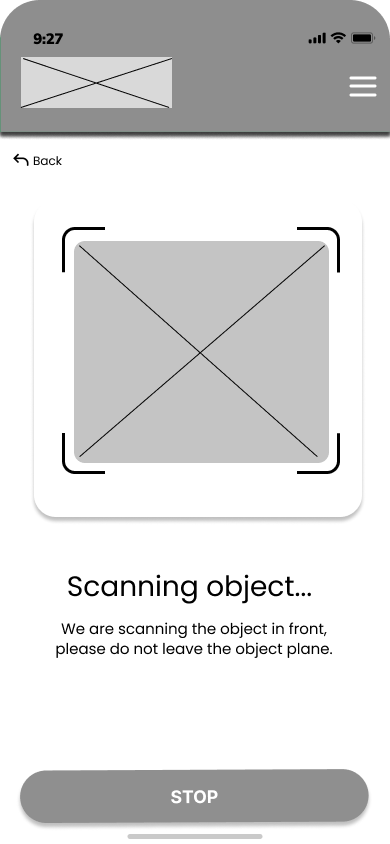 9:27
Back
Scanning object...
We are scanning the object in front,
please do not leave the object plane.
STOP